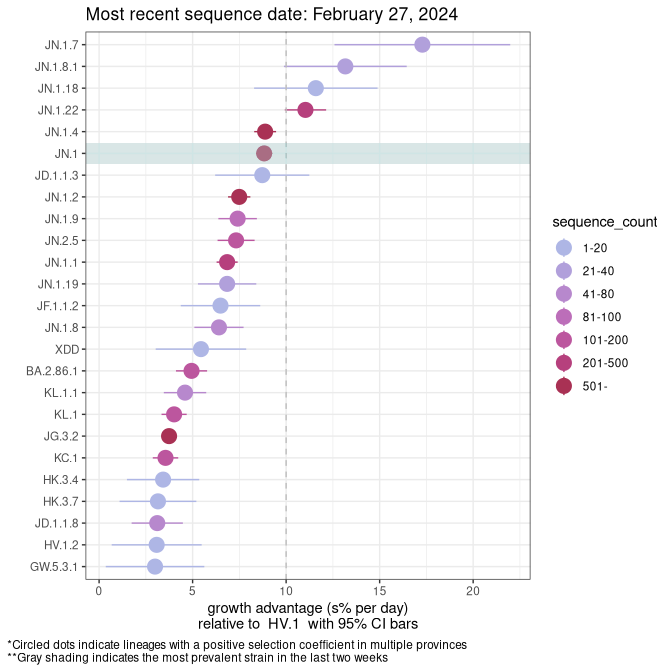 Most recent sequence date: February 27, 2024
JN.1.7
JN.1.8.1
JN.1.18
JN.1.22
JN.1.4
JN.1
JD.1.1.3
JN.1.2
JN.1.9
JN.2.5
JN.1.1
JN.1.19
JF.1.1.2
JN.1.8
XDD
BA.2.86.1
KL.1.1.1
KL.1
JG.3.2
KC.1
HK.3.4
HK.3.7
JD.1.1.8
HV.1.2
GW.5.3.1
0 5 10 15 20
growth advantage (s% per day)
relative to HV.1 with 95% CI bars
sequence_count
1-20
21-40
41-80
81-100
101-200
201-500
501-
*Circled dots indicate lineages with a positive selection coefficient in multiple provinces
**Gray shading indicates the most prevalent strain in the last two weeks